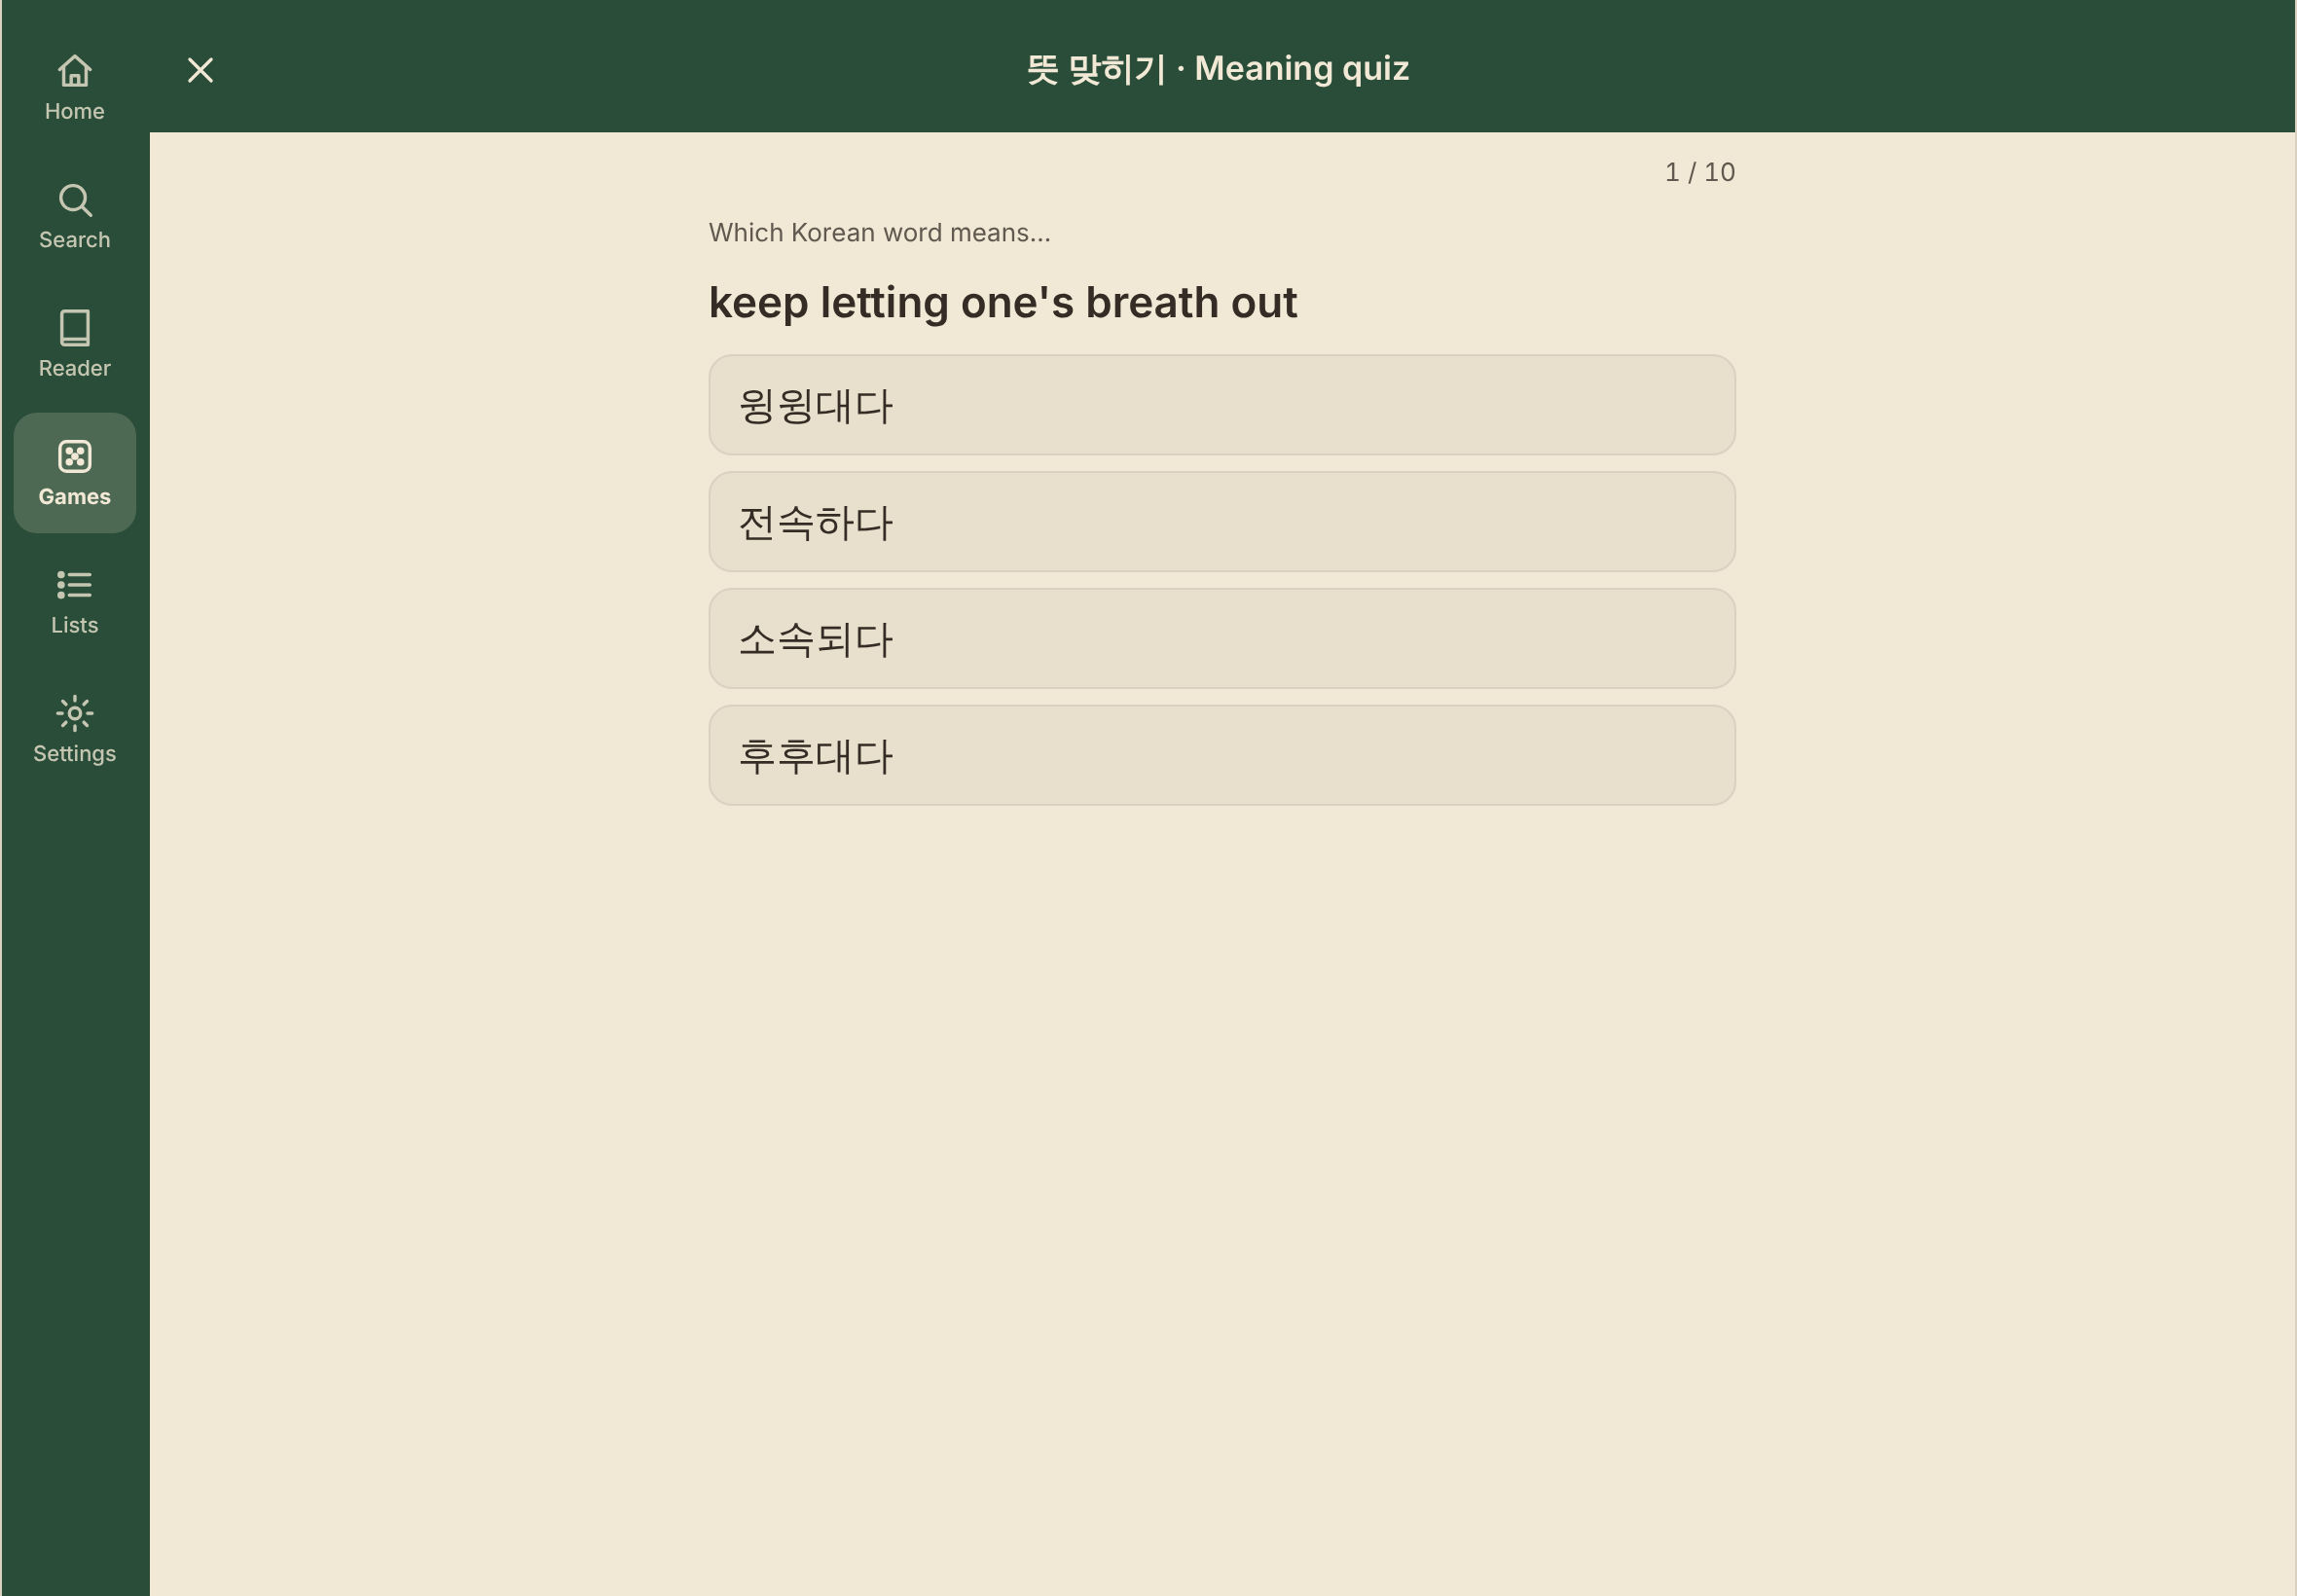 뜻 맞히기 · Meaning quiz
Home
Search
Reader
Games
Lists
Settings
1 / 10
Which Korean word means...
keep letting one's breath out
윙윙대다
전속하다
소속되다
후후대다